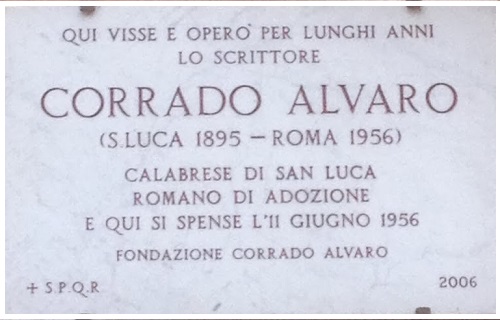 QUI VISSE E OPERO' PER LUNGHI ANNI
LO SCRITTORE
CORRADO ALVARO
(S.LUCA 1895 – ROMA 1956)
CALABRESE DI SAN LUCA
ROMANO DI ADOZIONE
E QUI SI SPENSE L'11 GIUGNO 1956
FONDAZIONE CORRADO ALVARO
+ S.P.Q.R 2006